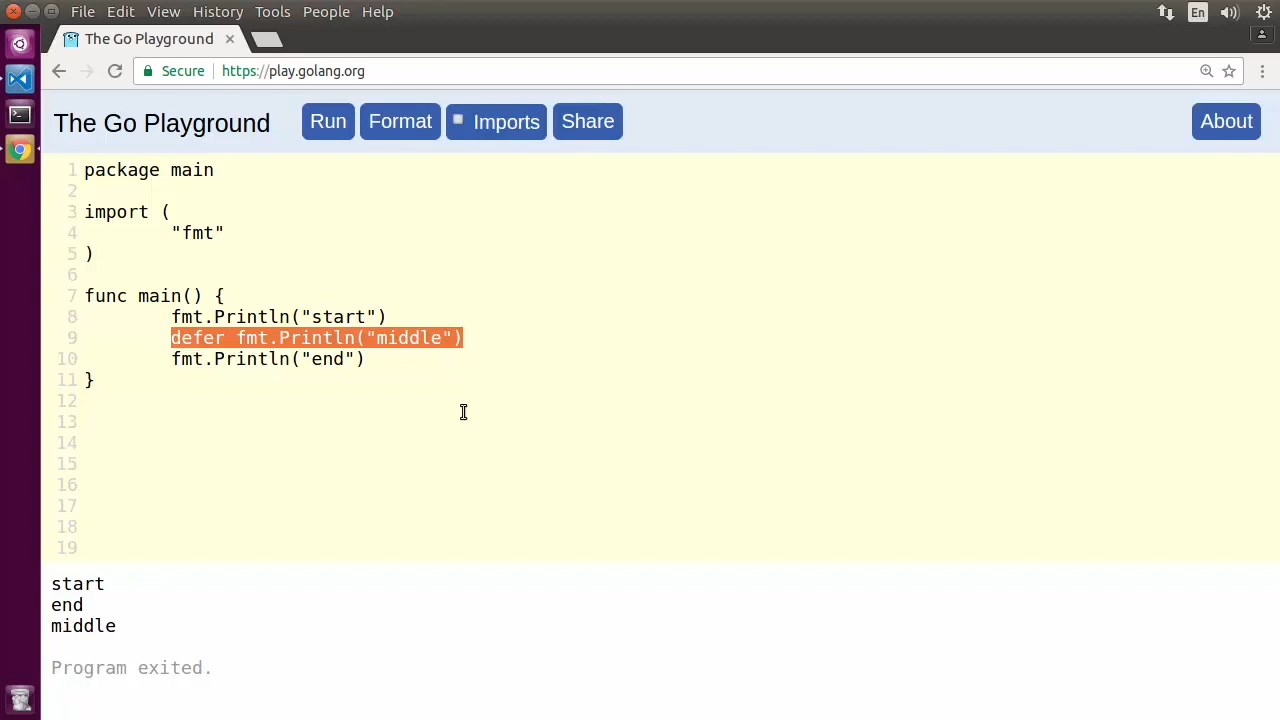 File Edit View History Tools People Help
En
The Go Playground
Secure https://play.golang.org
The Go Playground Run Format Imports Share About
1 package main
2
3 import (
4 "fmt"
5 )
6
7 func main() {
8 fmt.Println("start")
9 defer fmt.Println("middle")
10 fmt.Println("end")
11 }
12
13
14
15
16
17
18
19
start
end
middle
Program exited.